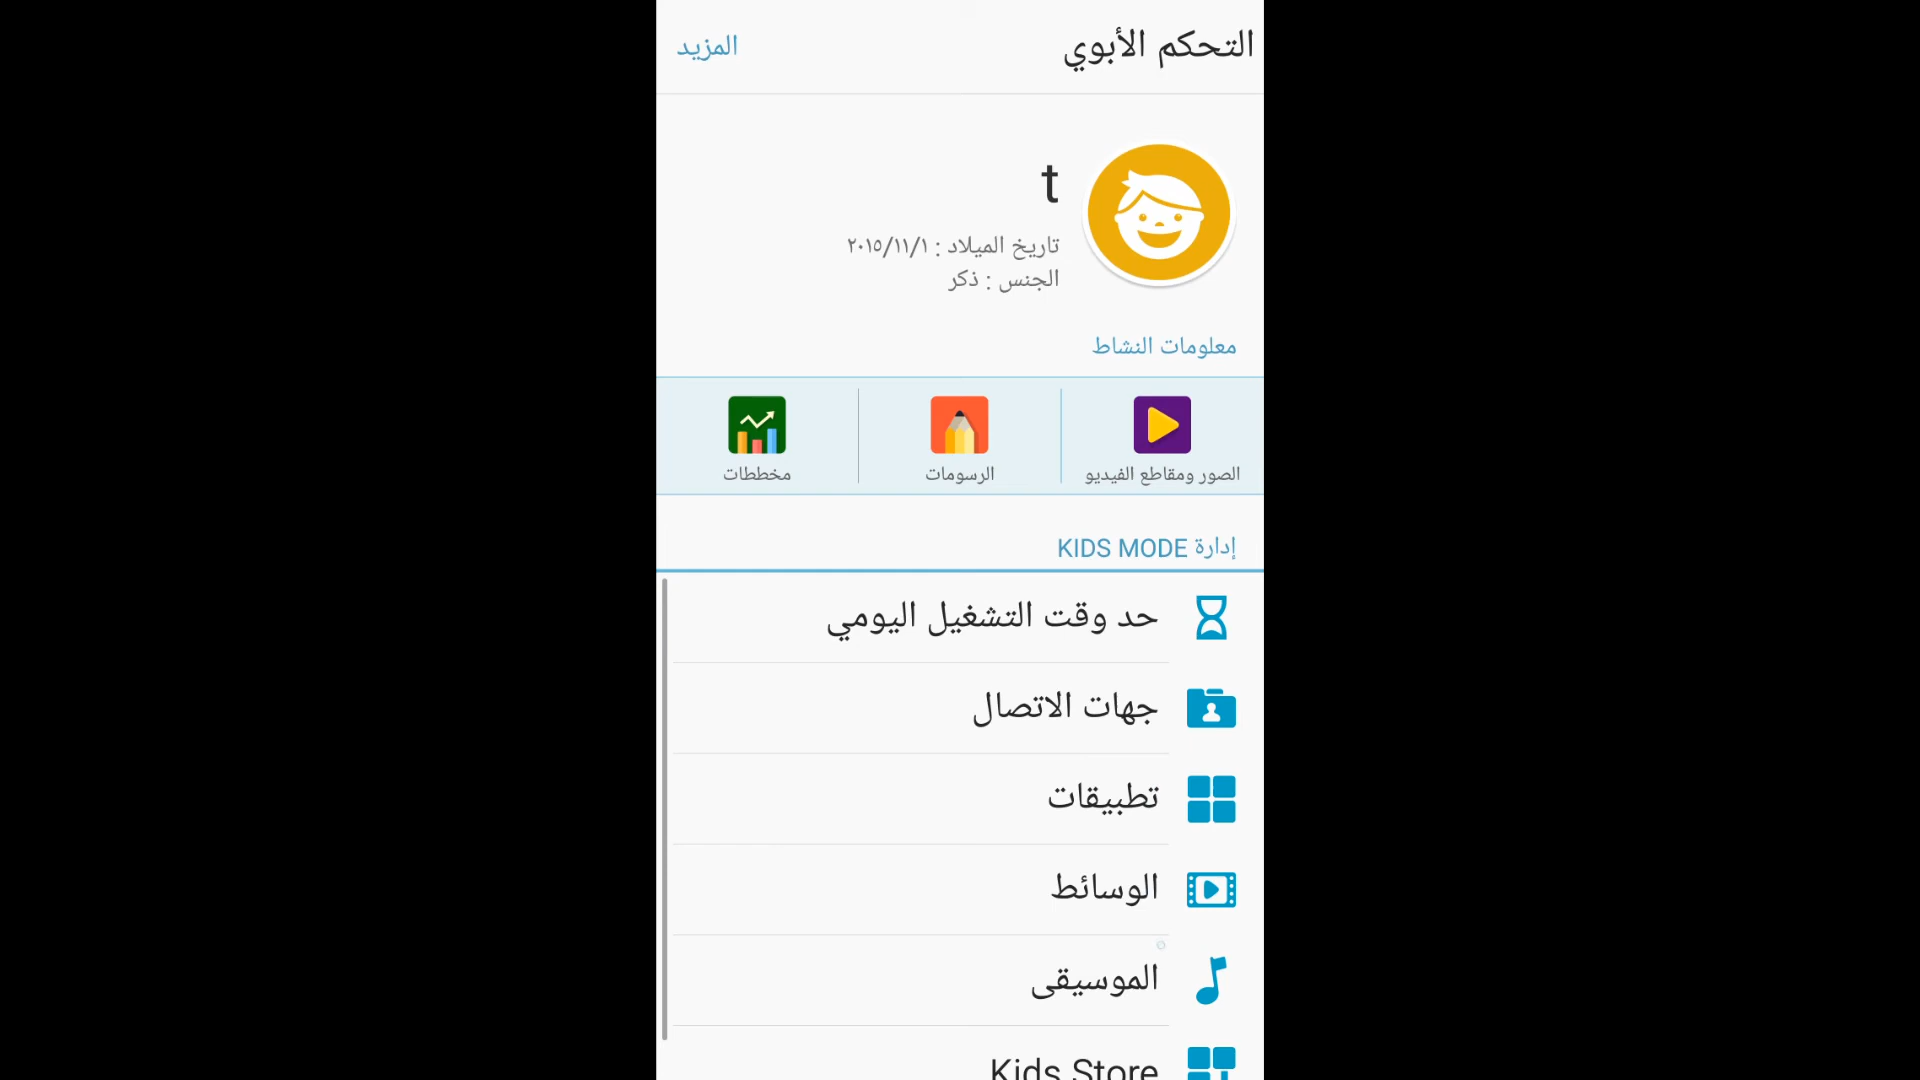 التحكم الأبوي
المزيد
t
تاريخ الميلاد : ٢٠١٥/١١/١
الجنس : ذكر
معلومات النشاط
الصور ومقاطع الفيديو
الرسومات
مخططات
إدارة KIDS MODE
حد وقت التشغيل اليومي
جهات الاتصال
تطبيقات
الوسائط
الموسيقى
Kids Store